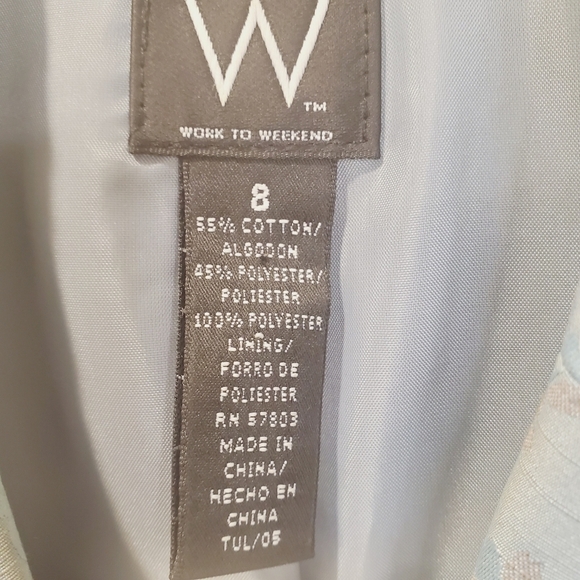 W
TM
WORK TO WEEKEND
8
55% COTTON/
ALGODON
45% POLYESTER/
POLIESTER
100% POLYESTER
LINING/
FORRO DE
POLIESTER
RN 57803
MADE IN
CHINA/
HECHO EN
CHINA
TUL/05